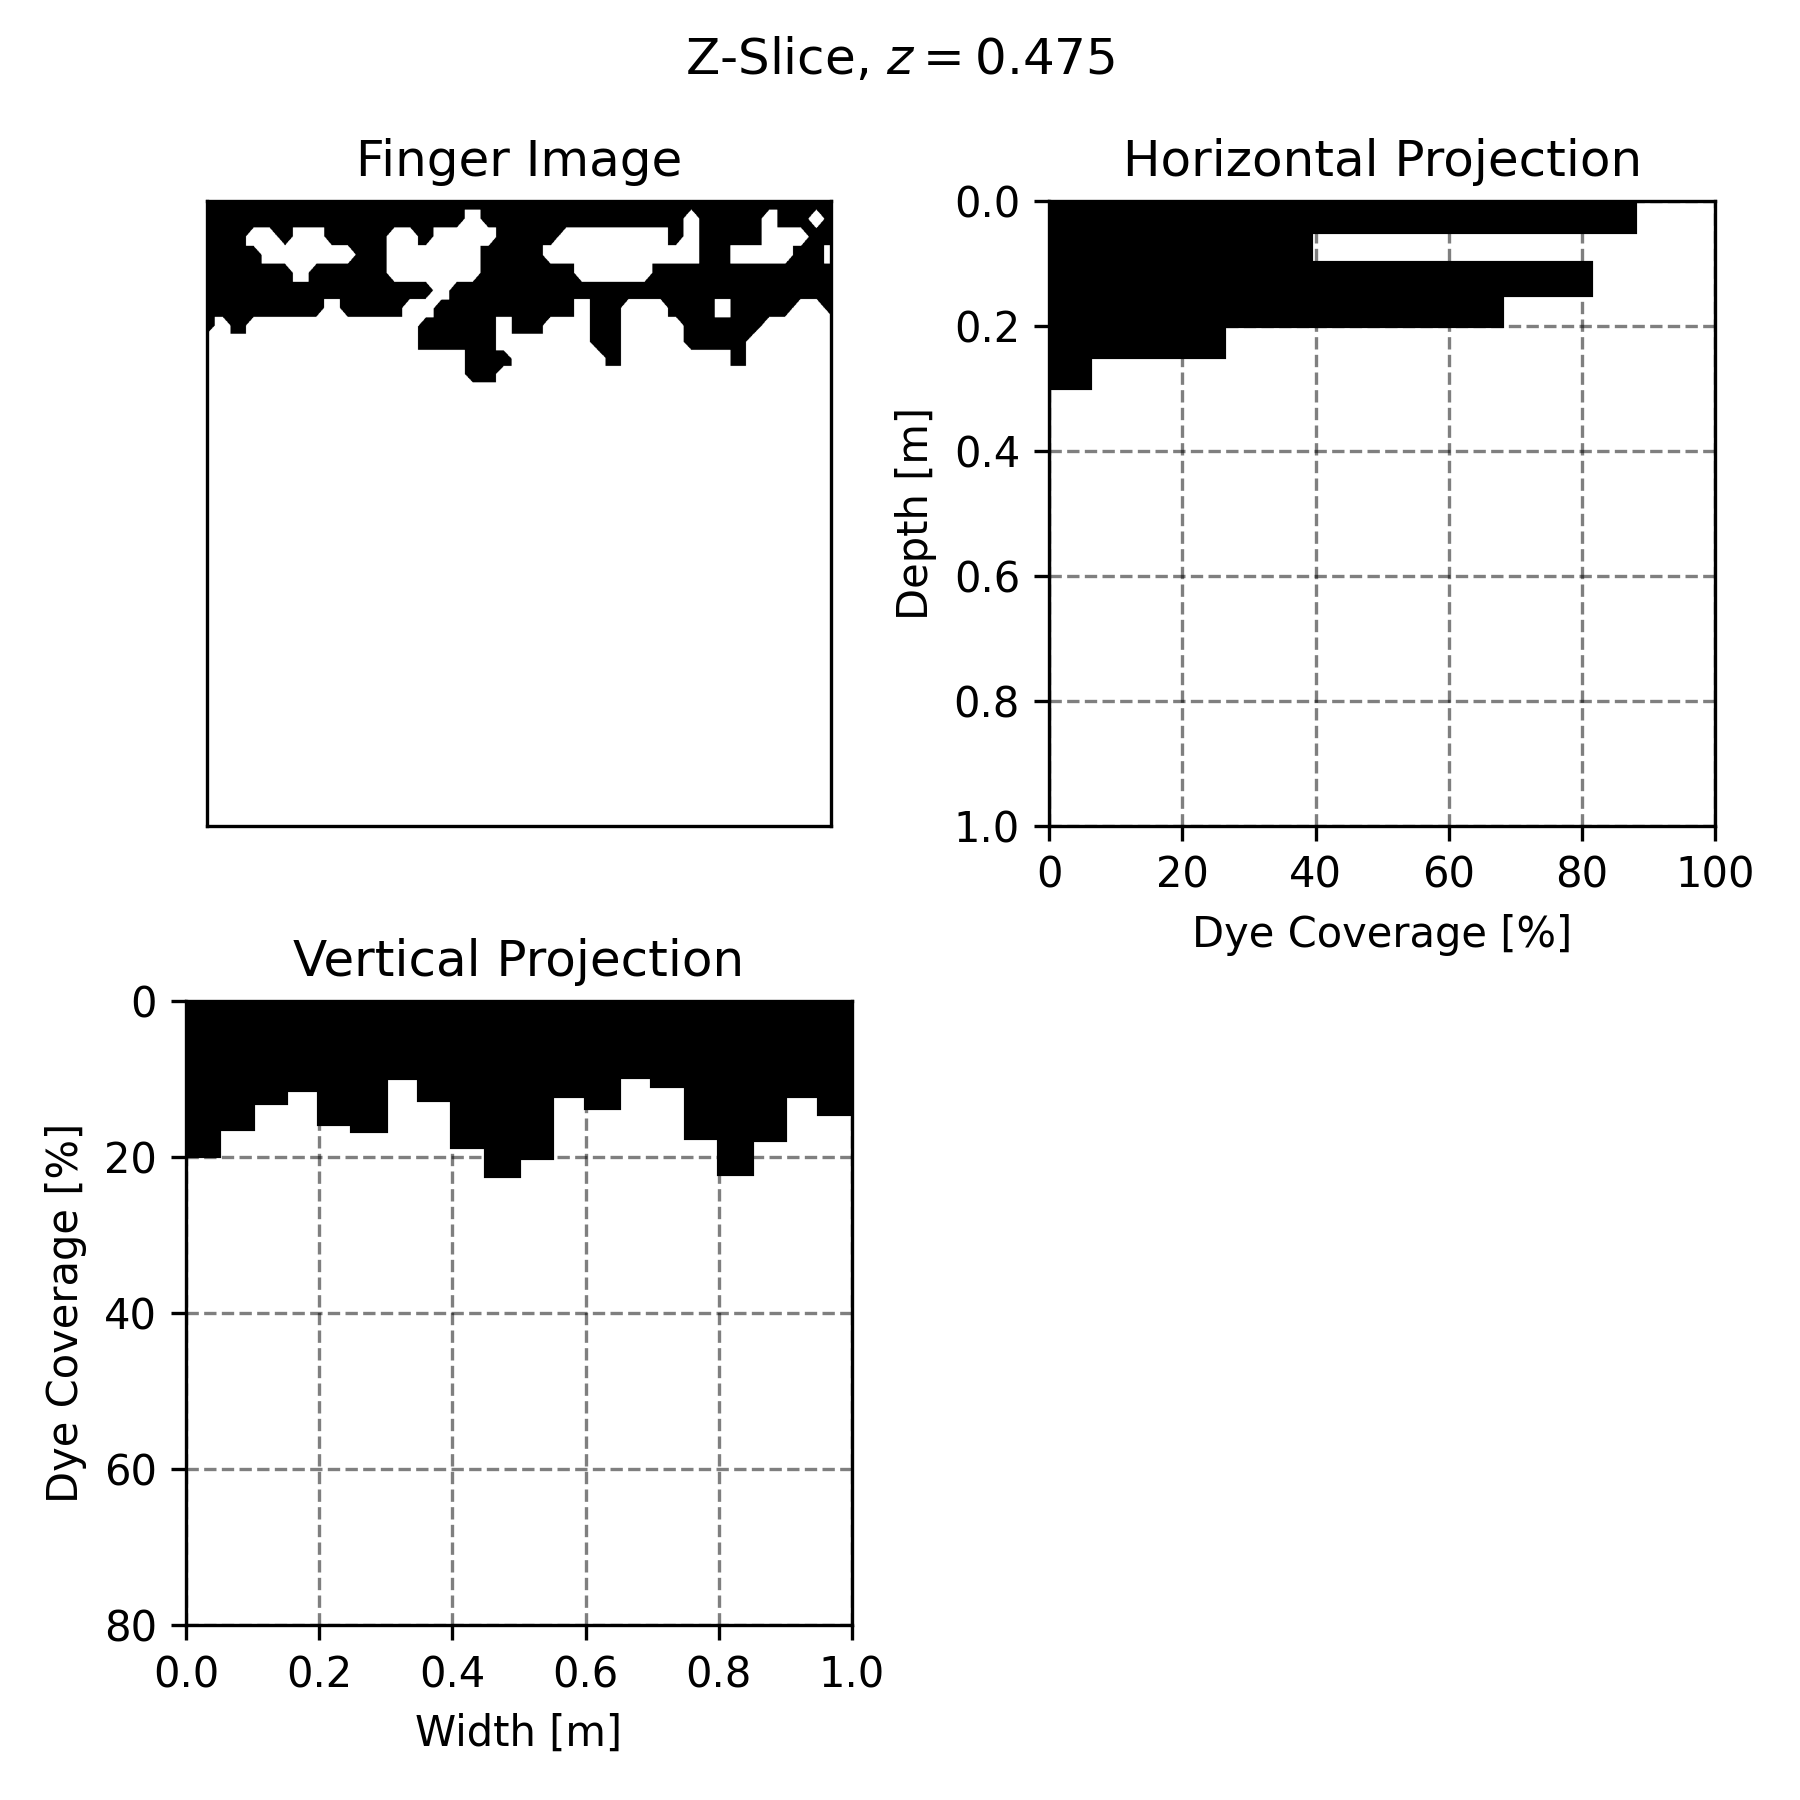 Z-Slice, z = 0.475
Finger Image
Horizontal Projection
0.0
0.2
0.4
0.6
0.8
1.0
Depth [m]
0 20 40 60 80 100
Dye Coverage [%]
Vertical Projection
0
20
40
60
80
Dye Coverage [%]
0.0 0.2 0.4 0.6 0.8 1.0
Width [m]